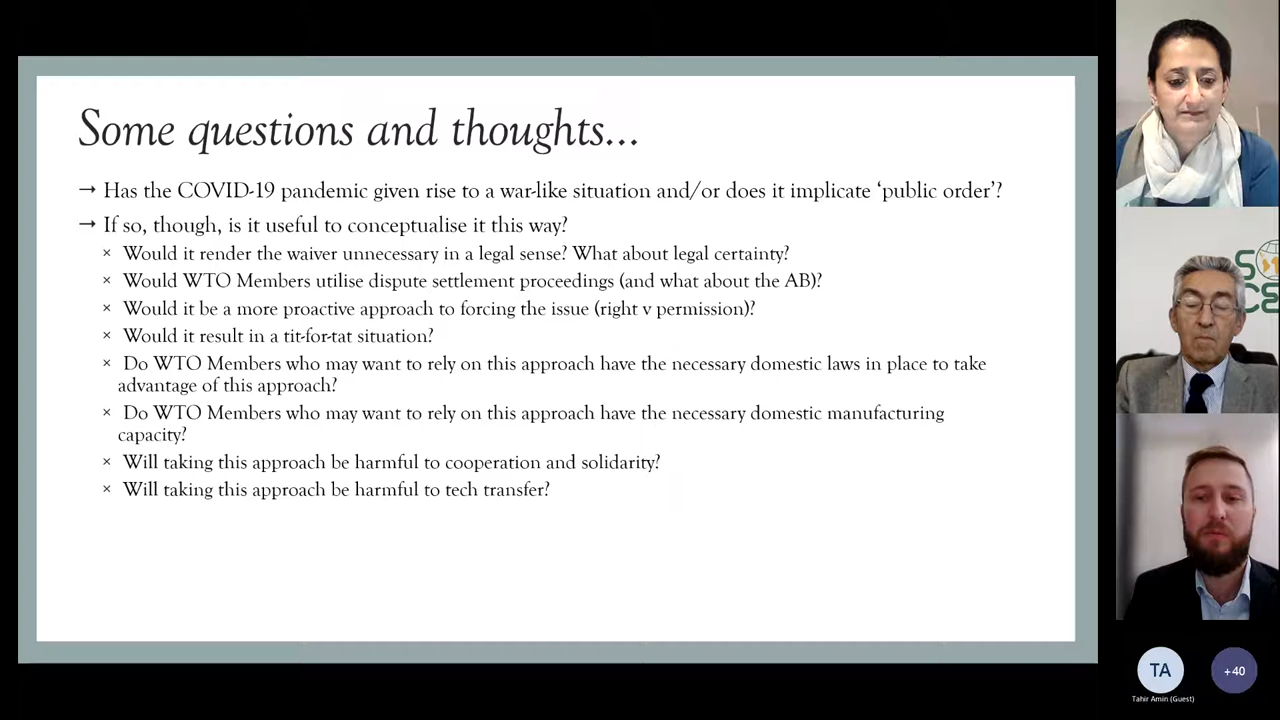 Some questions and thoughts...
→ Has the COVID-19 pandemic given rise to a war-like situation and/or does it implicate ‘public order’?
→ If so, though, is it useful to conceptualise it this way?
× Would it render the waiver unnecessary in a legal sense? What about legal certainty?
× Would WTO Members utilise dispute settlement proceedings (and what about the AB)?
× Would it be a more proactive approach to forcing the issue (right v permission)?
× Would it result in a tit-for-tat situation?
× Do WTO Members who may want to rely on this approach have the necessary domestic laws in place to take
advantage of this approach?
× Do WTO Members who may want to rely on this approach have the necessary domestic manufacturing
capacity?
× Will taking this approach be harmful to cooperation and solidarity?
× Will taking this approach be harmful to tech transfer?
TA
+40
Tahir Amin (Guest)